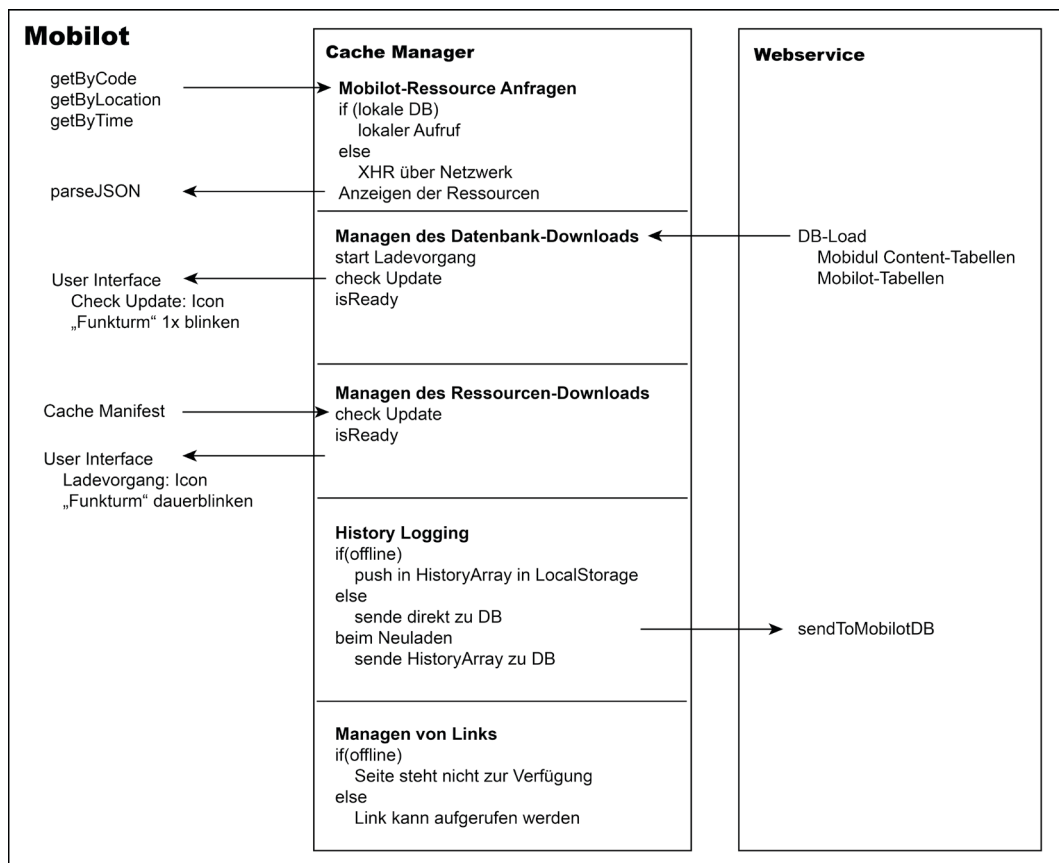 Mobilot
getByCode
getByLocation
getByTime
parseJSON
User Interface
Check Update: Icon
„Funkturm“ 1x blinken
Cache Manifest
User Interface
Ladevorgang: Icon
„Funkturm“ dauerblinken
Cache Manager
Mobilot-Ressource Anfragen
if (lokale DB)
lokaler Aufruf
else
XHR über Netzwerk
Anzeigen der Ressourcen
Managen des Datenbank-Downloads
start Ladevorgang
check Update
isReady
Managen des Ressourcen-Downloads
check Update
isReady
History Logging
if(offline)
push in HistoryArray in LocalStorage
else
sende direkt zu DB
beim Neuladen
sende HistoryArray zu DB
Managen von Links
if(offline)
Seite steht nicht zur Verfügung
else
Link kann aufgerufen werden
Webservice
DB-Load
Mobidul Content-Tabellen
Mobilot-Tabellen
sendToMobilotDB